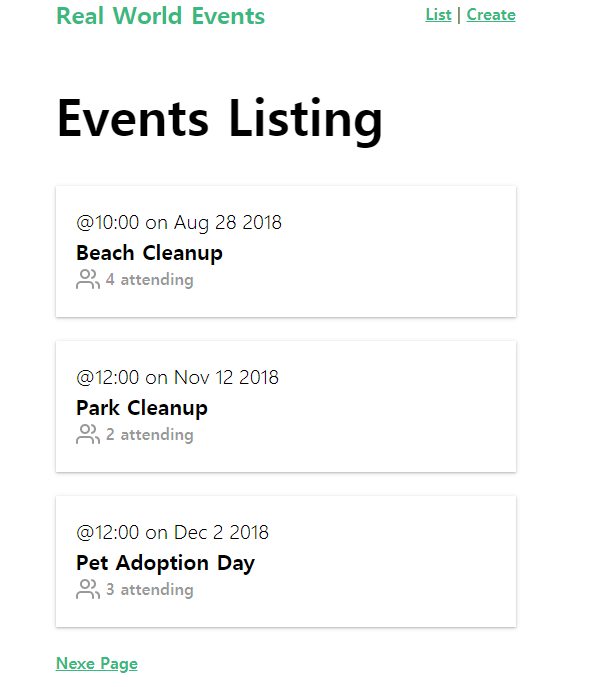 Real World Events
List | Create
Events Listing
@10:00 on Aug 28 2018
Beach Cleanup
4 attending
@12:00 on Nov 12 2018
Park Cleanup
2 attending
@12:00 on Dec 2 2018
Pet Adoption Day
3 attending
Nexe Page